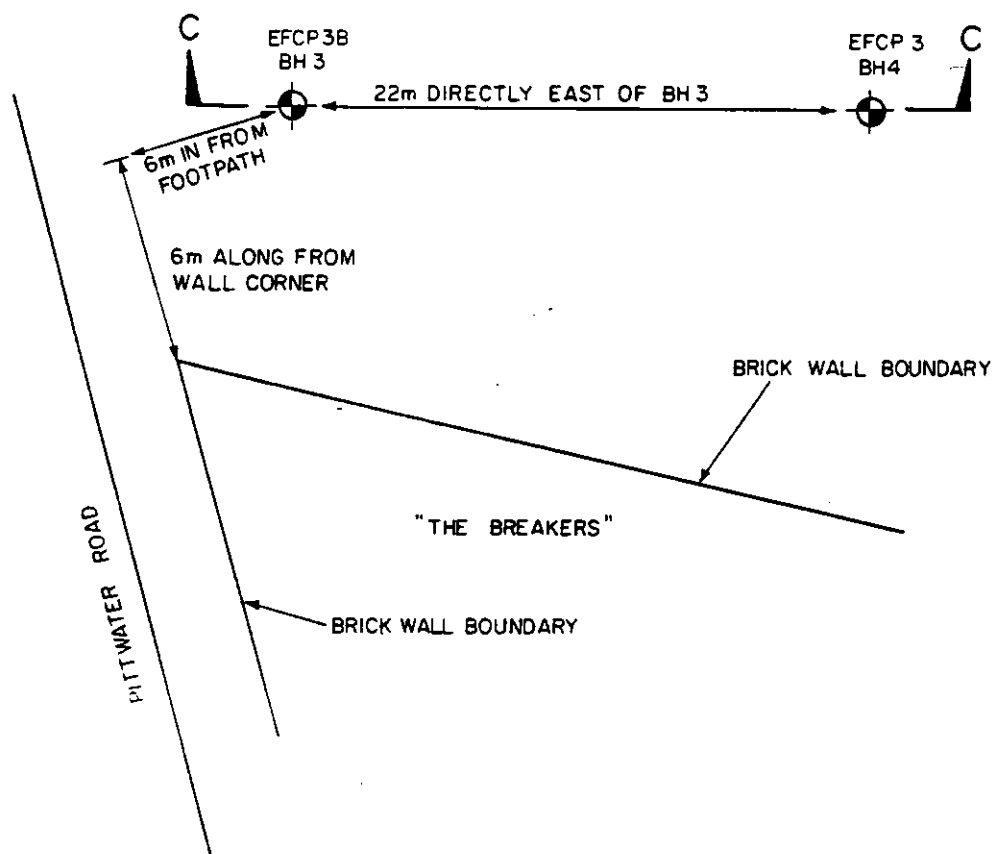 C
EFCP 3B
BH 3
22m DIRECTLY EAST OF BH 3
EFCP 3
BH4
C
6m IN FROM
FOOTPATH
6m ALONG FROM
WALL CORNER
BRICK WALL BOUNDARY
"THE BREAKERS"
BRICK WALL BOUNDARY
PITTWATER ROAD